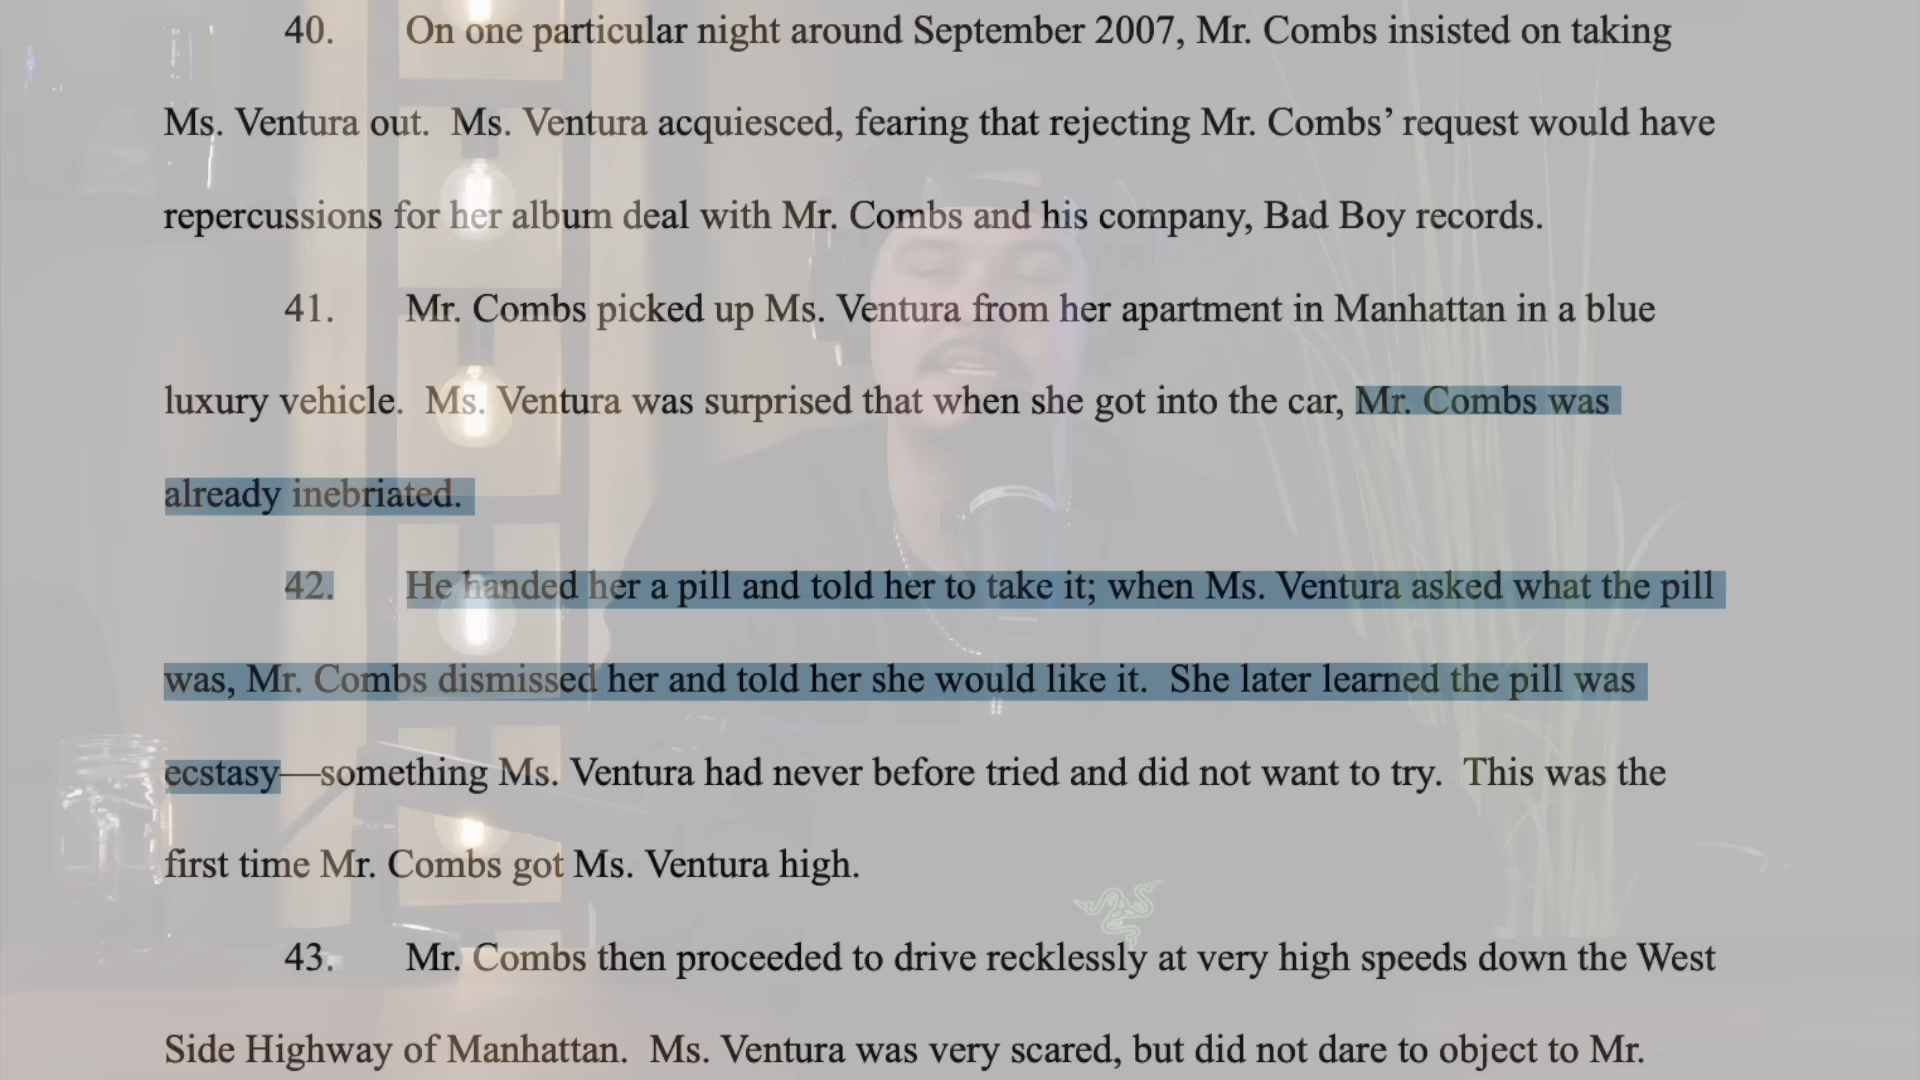 40. On one particular night around September 2007, Mr. Combs insisted on taking
Ms. Ventura out. Ms. Ventura acquiesced, fearing that rejecting Mr. Combs’ request would have
repercussions for her album deal with Mr. Combs and his company, Bad Boy records.
41. Mr. Combs picked up Ms. Ventura from her apartment in Manhattan in a blue
luxury vehicle. Ms. Ventura was surprised that when she got into the car, Mr. Combs was
already inebriated.
42. He handed her a pill and told her to take it; when Ms. Ventura asked what the pill
was, Mr. Combs dismissed her and told her she would like it. She later learned the pill was
ecstasy—something Ms. Ventura had never before tried and did not want to try. This was the
first time Mr. Combs got Ms. Ventura high.
43. Mr. Combs then proceeded to drive recklessly at very high speeds down the West
Side Highway of Manhattan. Ms. Ventura was very scared, but did not dare to object to Mr.